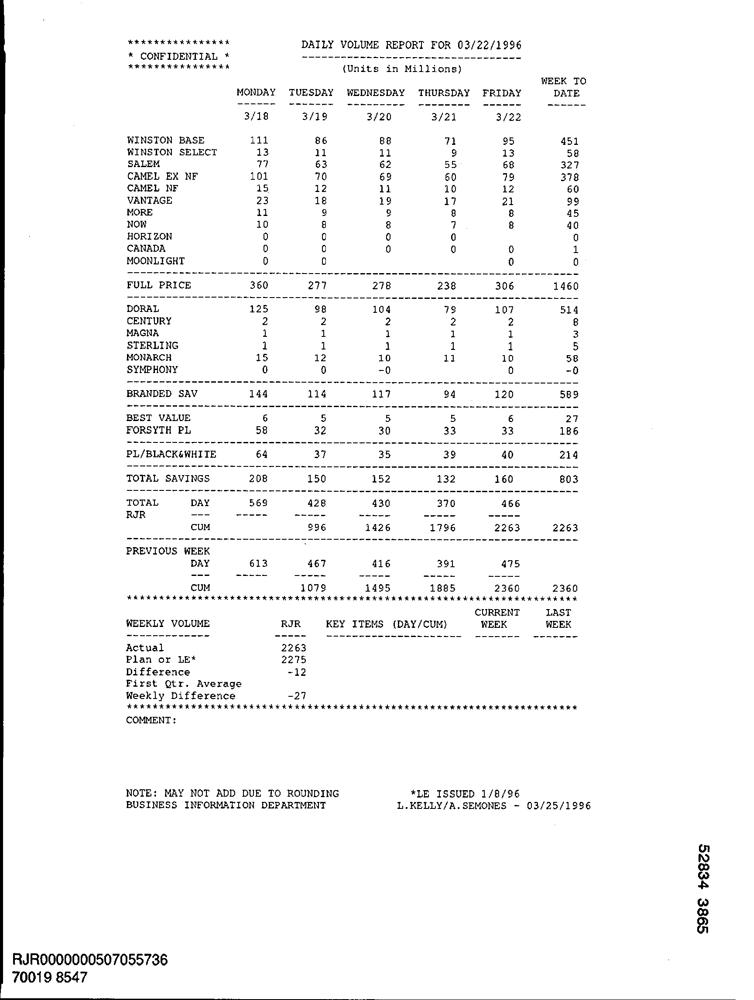 ****************
* CONFIDENTIAL *
****************
DAILY VOLUME REPORT FOR 03/22/1996
----------------------------------
(Units in Millions)
WEEK TO
MONDAY TUESDAY WEDNESDAY THURSDAY FRIDAY DATE
------ ------- --------- -------- ------ ------
3/18 3/19 3/20 3/21 3/22
WINSTON BASE 111 86 88 71 95 451
WINSTON SELECT 13 11 11 9 13 58
SALEM 77 63 62 55 68 327
CAMEL EX NF 101 70 69 60 79 378
CAMEL NF 15 12 11 10 12 60
VANTAGE 23 18 19 17 21 99
MORE 11 9 9 8 8 45
NOW 10 8 8 7 8 40
HORIZON 0 0 0 0 0
CANADA 0 0 0 0 0 1
MOONLIGHT 0 0 0 0
----------------------------------------------------------------------
FULL PRICE 360 277 278 238 306 1460
----------------------------------------------------------------------
DORAL 125 98 104 79 107 514
CENTURY 2 2 2 2 2 8
MAGNA 1 1 1 1 1 3
STERLING 1 1 1 1 1 5
MONARCH 15 12 10 11 10 58
SYMPHONY 0 0 -0 0 -0
----------------------------------------------------------------------
BRANDED SAV 144 114 117 94 120 589
----------------------------------------------------------------------
BEST VALUE 6 5 5 5 6 27
FORSYTH PL 58 32 30 33 33 186
----------------------------------------------------------------------
PL/BLACK&WHITE 64 37 35 39 40 214
----------------------------------------------------------------------
TOTAL SAVINGS 208 150 152 132 160 803
----------------------------------------------------------------------
TOTAL DAY 569 428 430 370 466
RJR --- ----- ----- ----- ----- -----
CUM 996 1426 1796 2263 2263
----------------------------------------------------------------------
PREVIOUS WEEK
DAY 613 467 416 391 475
--- ----- ----- ----- ----- -----
CUM 1079 1495 1885 2360 2360
**********************************************************************
CURRENT LAST
WEEKLY VOLUME RJR KEY ITEMS (DAY/CUM) WEEK WEEK
------------- ----- --------------------- ------- -------
Actual 2263
Plan or LE* 2275
Difference -12
First Qtr. Average
Weekly Difference -27
**********************************************************************
COMMENT:
NOTE: MAY NOT ADD DUE TO ROUNDING *LE ISSUED 1/8/96
BUSINESS INFORMATION DEPARTMENT L.KELLY/A.SEMONES - 03/25/1996
52834 3865
RJR0000000507055736
70019 8547